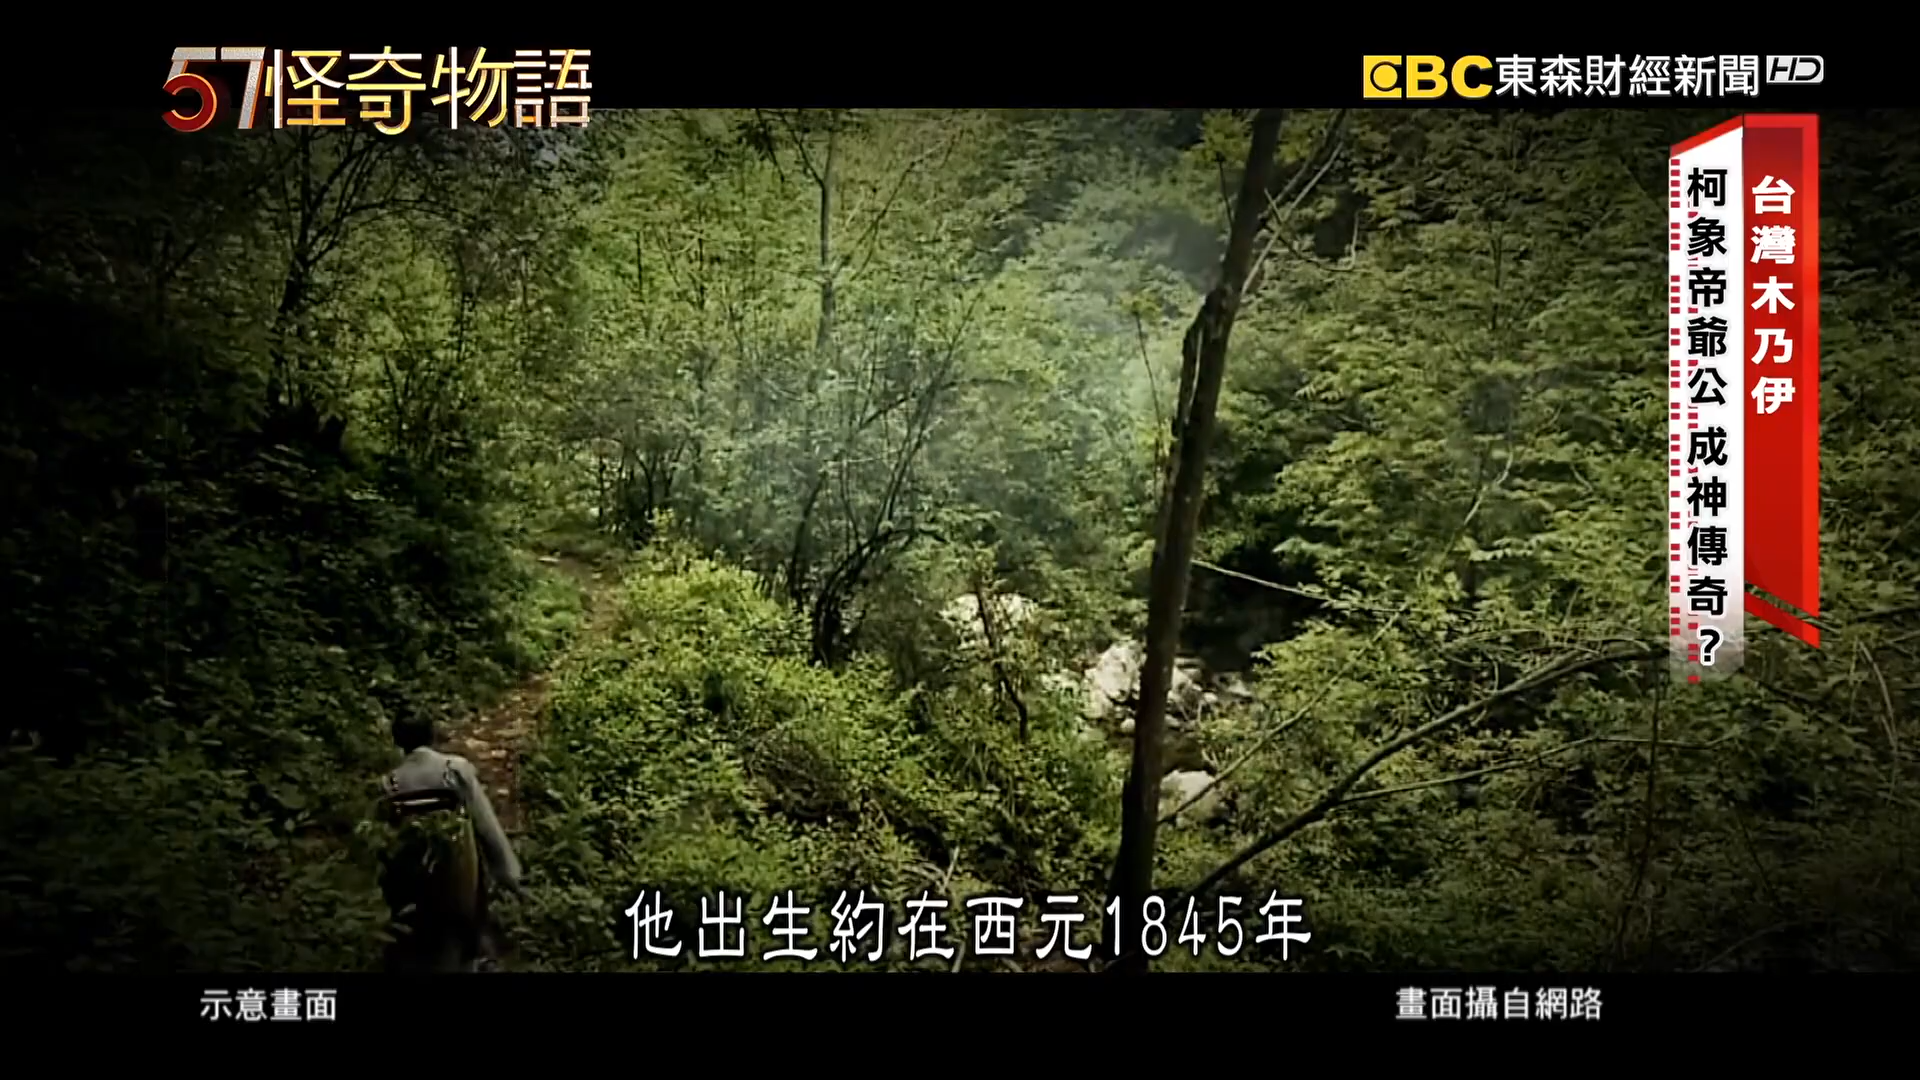 57怪奇物語
EBC東森財經新聞HD
台灣木乃伊
柯象帝爺公 成神傳奇?
他出生約在西元1845年
示意畫面
畫面攝自網路